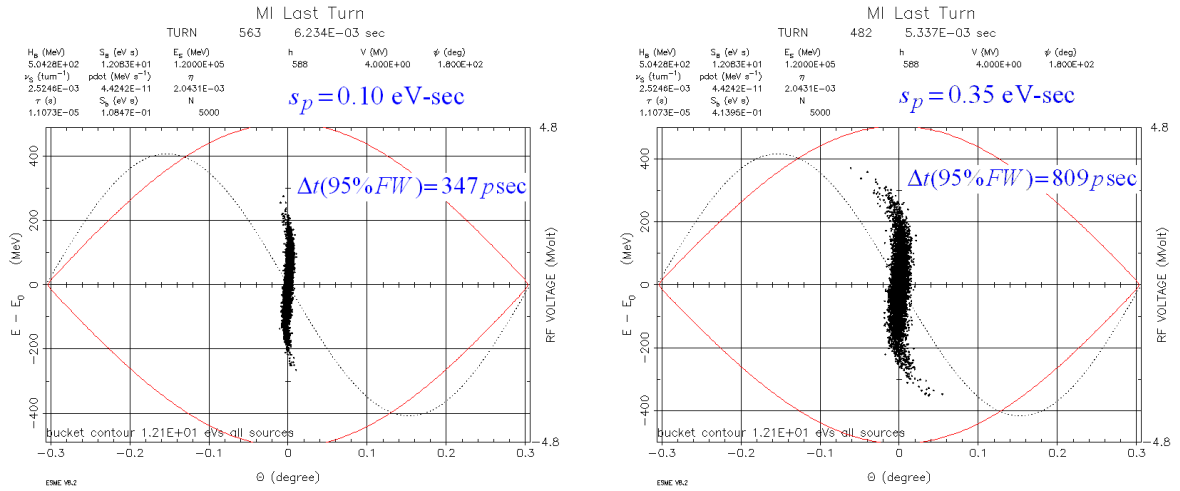 MI Last Turn
TURN 563 6.234E-03 sec
H_B (MeV) S_B (eV s) E_S (MeV) h V (MV) ψ (deg)
5.0428E+02 1.2083E+01 1.2000E+05 588 4.000E+00 1.800E+02
ν_S (turn⁻¹) pdot (MeV s⁻¹) η
2.5246E-03 4.4242E-11 2.0431E-03
τ (s) S_b (eV s) N
1.1073E-05 1.0847E-01 5000
s_p = 0.10 eV-sec
Δt(95%FW)=347 psec
4.8
400
200
0
-200
-400
E - E₀ (MeV)
RF VOLTAGE (MVolt)
bucket contour 1.21E+01 eVs all sources
-4.8
-0.3 -0.2 -0.1 0 0.1 0.2 0.3
Θ (degree)
ESME V8.2
MI Last Turn
TURN 482 5.337E-03 sec
H_B (MeV) S_B (eV s) E_S (MeV) h V (MV) ψ (deg)
5.0428E+02 1.2083E+01 1.2000E+05 588 4.000E+00 1.800E+02
ν_S (turn⁻¹) pdot (MeV s⁻¹) η
2.5246E-03 4.4242E-11 2.0431E-03
τ (s) S_b (eV s) N
1.1073E-05 4.1395E-01 5000
s_p = 0.35 eV-sec
Δt(95%FW)=809 psec
4.8
400
200
0
-200
-400
E - E₀ (MeV)
RF VOLTAGE (MVolt)
bucket contour 1.21E+01 eVs all sources
-4.8
-0.3 -0.2 -0.1 0 0.1 0.2 0.3
Θ (degree)
ESME V8.2